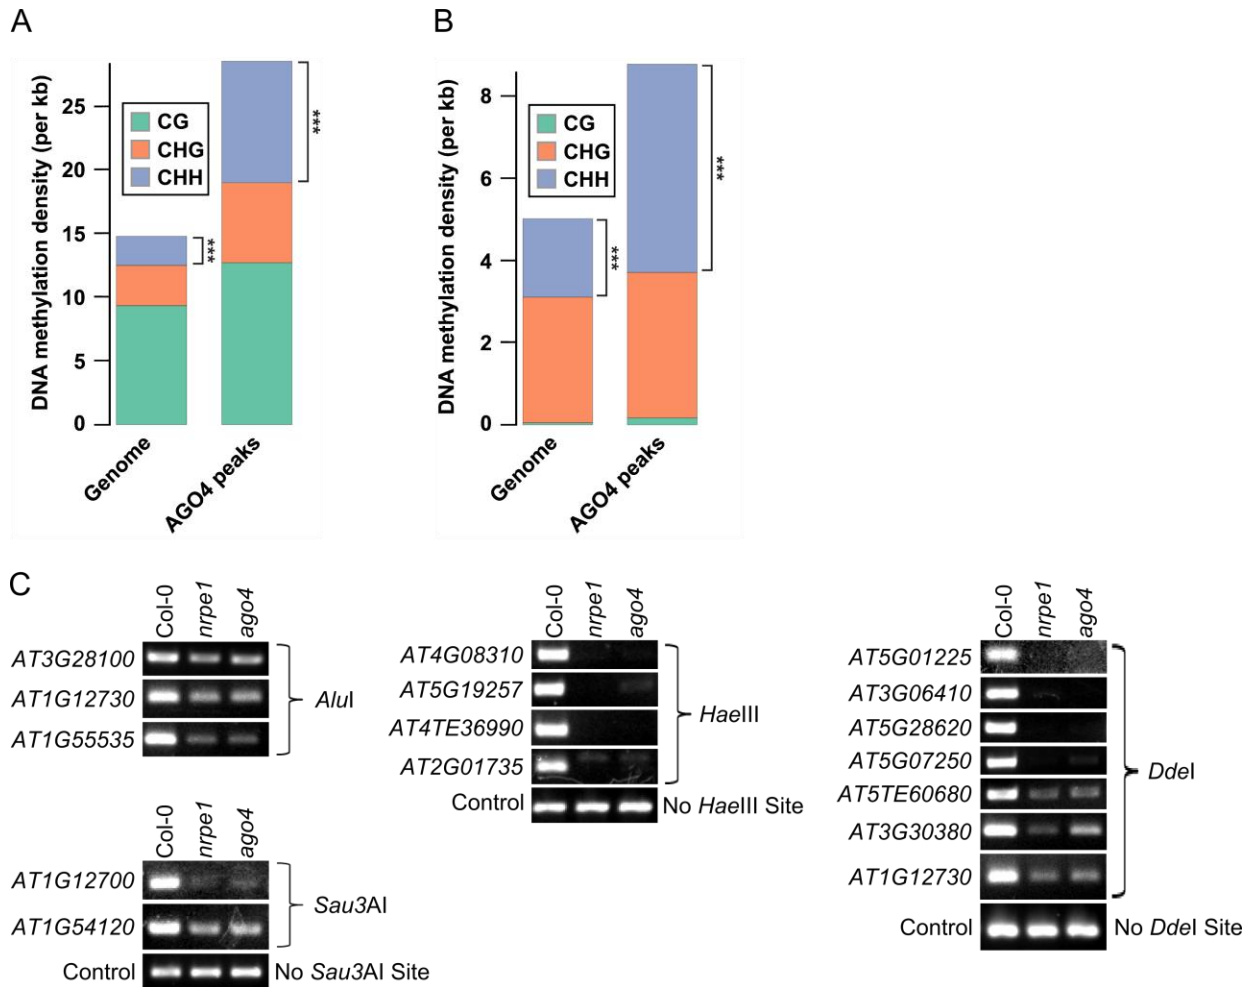 A
DNA methylation density (per kb)
25
20
15
10
5
0
CG
CHG
CHH
***
***
Genome
AGO4 peaks
B
DNA methylation density (per kb)
8
6
4
2
0
CG
CHG
CHH
***
***
Genome
AGO4 peaks
C
Col-0 nrpe1 ago4
AT3G28100
AT1G12730
AT1G55535
AluI
Col-0 nrpe1 ago4
AT1G12700
AT1G54120
Sau3AI
Control No Sau3AI Site
Col-0 nrpe1 ago4
AT4G08310
AT5G19257
AT4TE36990
AT2G01735
HaeIII
Control No HaeIII Site
Col-0 nrpe1 ago4
AT5G01225
AT3G06410
AT5G28620
AT5G07250
AT5TE60680
AT3G30380
AT1G12730
DdeI
Control No DdeI Site